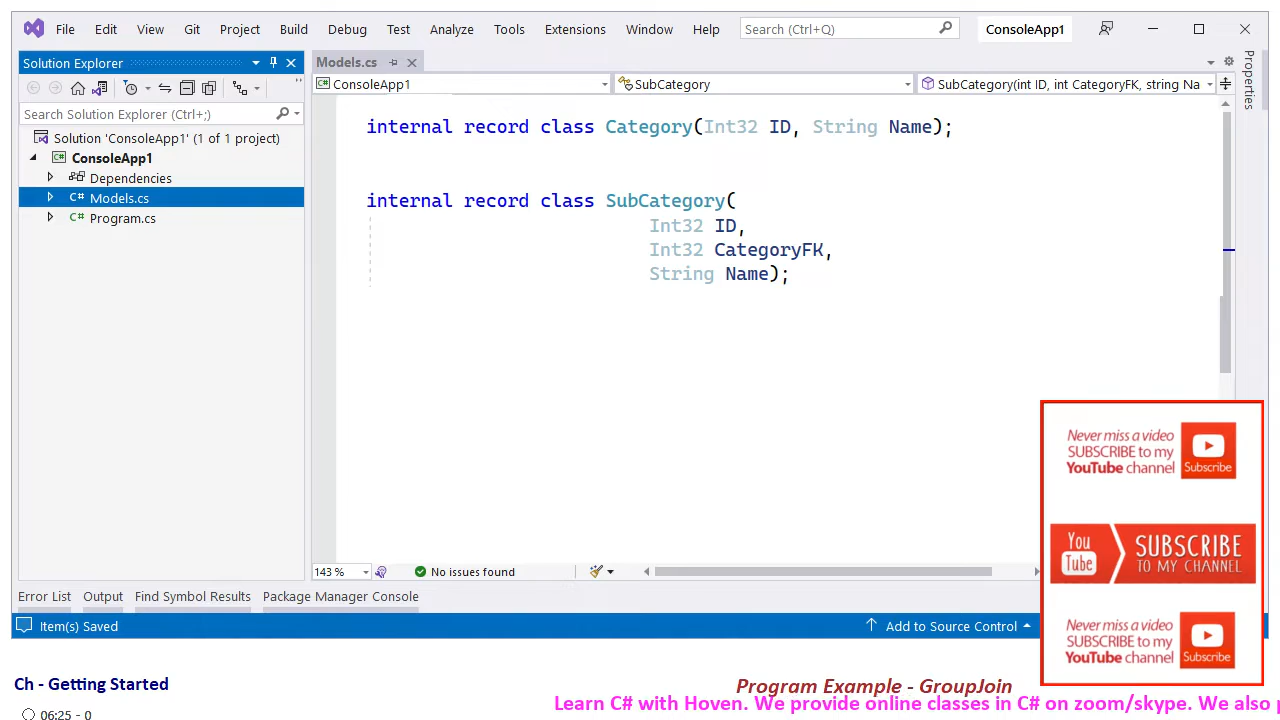 File Edit View Git Project Build Debug Test Analyze Tools Extensions Window Help Search (Ctrl+Q) ConsoleApp1
Solution Explorer
Search Solution Explorer (Ctrl+;)
Solution 'ConsoleApp1' (1 of 1 project)
ConsoleApp1
Dependencies
C# Models.cs
C# Program.cs
Models.cs
ConsoleApp1 SubCategory SubCategory(int ID, int CategoryFK, string Na
internal record class Category(Int32 ID, String Name);
internal record class SubCategory(
Int32 ID,
Int32 CategoryFK,
String Name);
143 % No issues found
Properties
Error List Output Find Symbol Results Package Manager Console
Item(s) Saved Add to Source Control
Never miss a video
SUBSCRIBE to my
YouTube channel
Subscribe
You
Tube
SUBSCRIBE
TO MY CHANNEL
Never miss a video
SUBSCRIBE to my
YouTube channel
Subscribe
Ch - Getting Started
Program Example - GroupJoin
Learn C# with Hoven. We provide online classes in C# on zoom/skype. We also
06:25 - 0